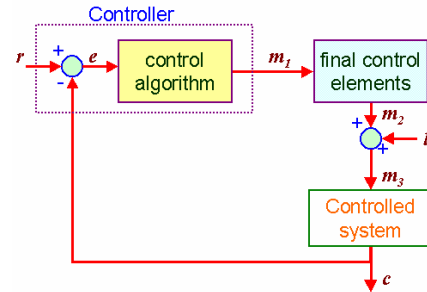 Controller
+
r
e
-
control
algorithm
m1
final control
elements
m2
+
+
m3
Controlled
system
c